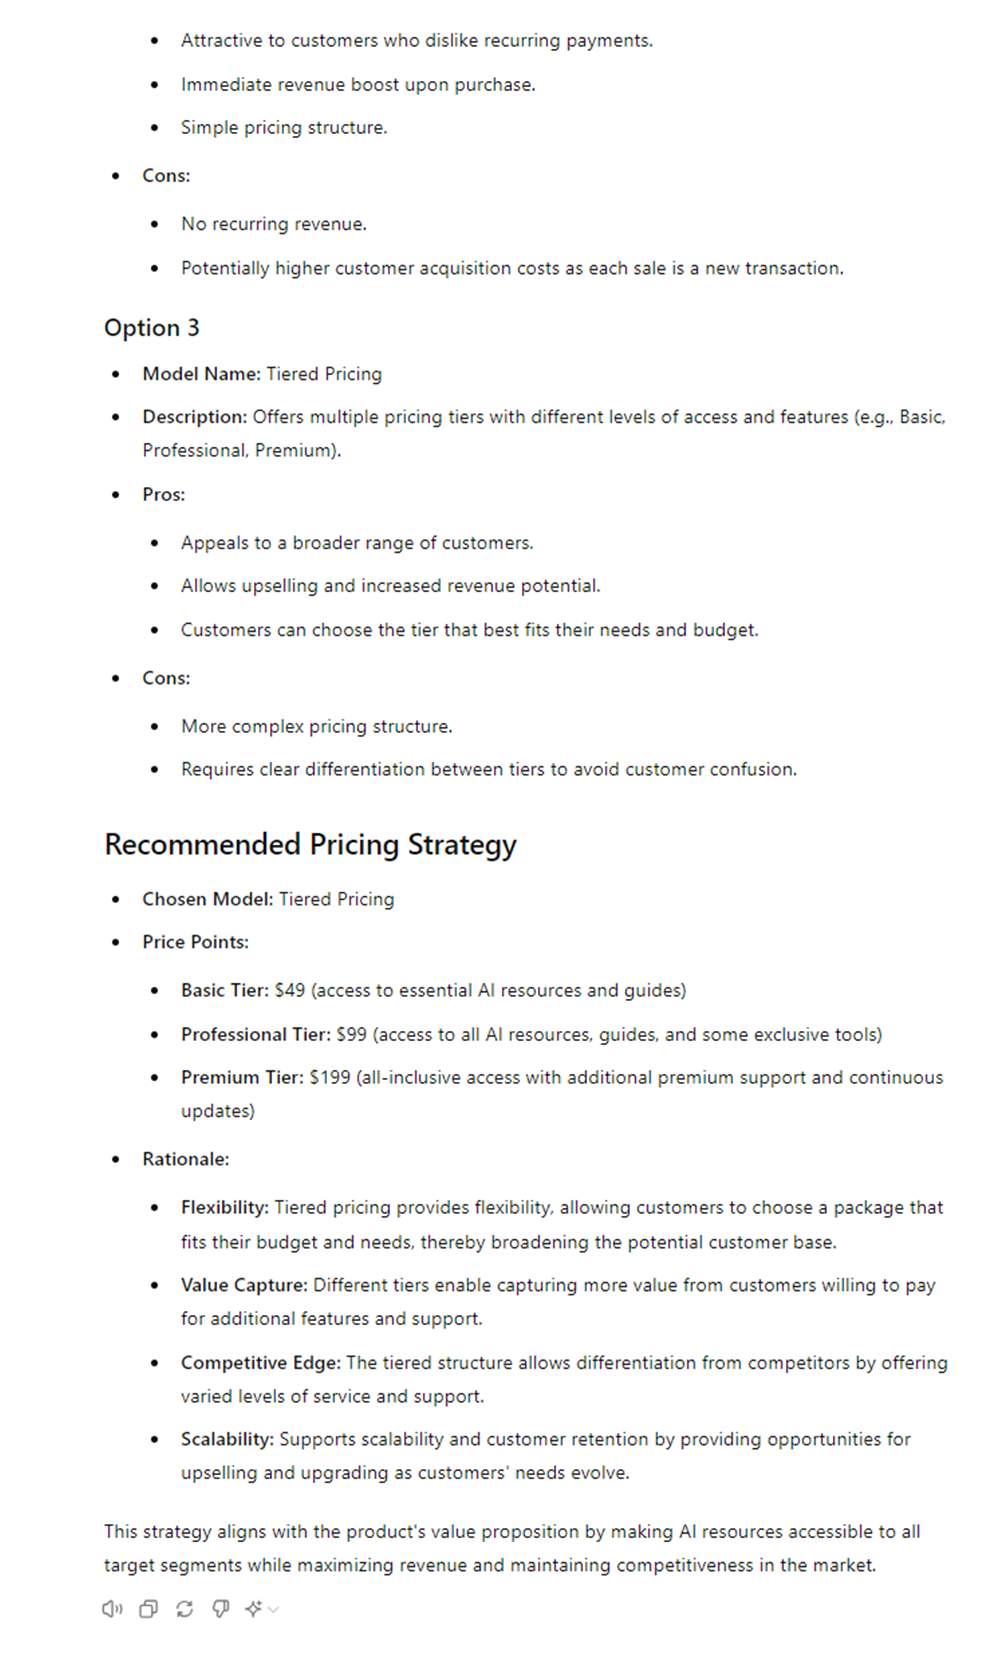 Attractive to customers who dislike recurring payments.
Immediate revenue boost upon purchase.
Simple pricing structure.
Cons:
No recurring revenue.
Potentially higher customer acquisition costs as each sale is a new transaction.
Option 3
Model Name: Tiered Pricing
Description: Offers multiple pricing tiers with different levels of access and features (e.g., Basic,
Professional, Premium).
Pros:
Appeals to a broader range of customers.
Allows upselling and increased revenue potential.
Customers can choose the tier that best fits their needs and budget.
Cons:
More complex pricing structure.
Requires clear differentiation between tiers to avoid customer confusion.
Recommended Pricing Strategy
Chosen Model: Tiered Pricing
Price Points:
Basic Tier: $49 (access to essential AI resources and guides)
Professional Tier: $99 (access to all AI resources, guides, and some exclusive tools)
Premium Tier: $199 (all-inclusive access with additional premium support and continuous
updates)
Rationale:
Flexibility: Tiered pricing provides flexibility, allowing customers to choose a package that
fits their budget and needs, thereby broadening the potential customer base.
Value Capture: Different tiers enable capturing more value from customers willing to pay
for additional features and support.
Competitive Edge: The tiered structure allows differentiation from competitors by offering
varied levels of service and support.
Scalability: Supports scalability and customer retention by providing opportunities for
upselling and upgrading as customers' needs evolve.
This strategy aligns with the product's value proposition by making AI resources accessible to all
target segments while maximizing revenue and maintaining competitiveness in the market.